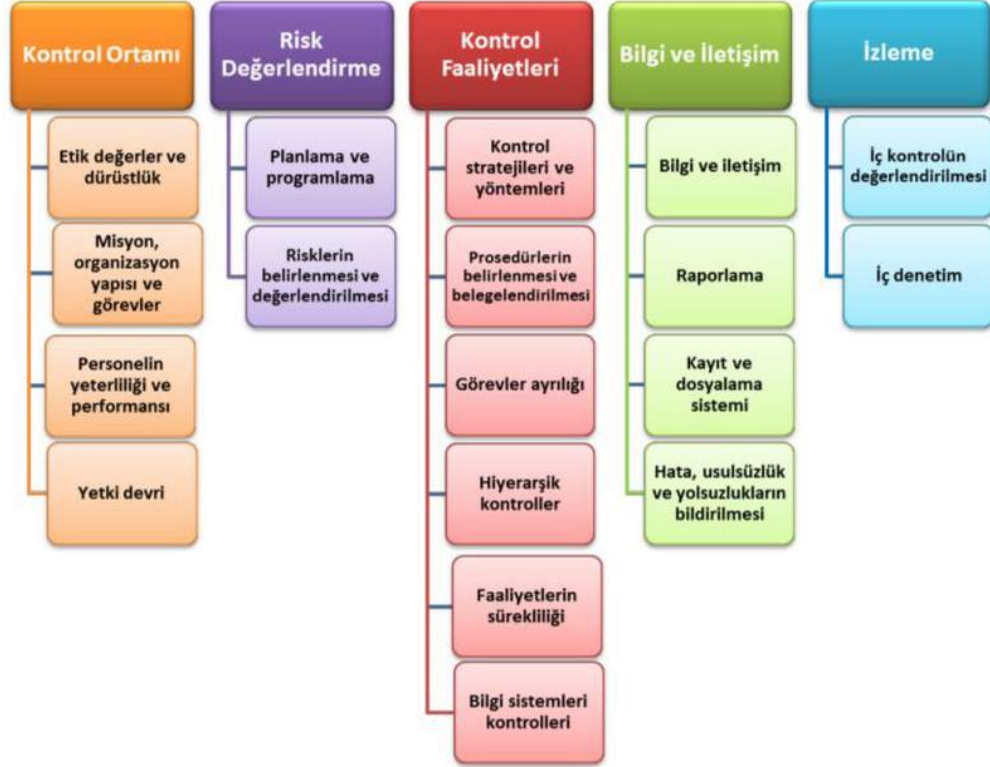 Kontrol Ortamı
Etik değerler ve
dürüstlük
Misyon,
organizasyon
yapısı ve
görevler
Personelin
yeterliliği ve
performansı
Yetki devri
Risk
Değerlendirme
Planlama ve
programlama
Risklerin
belirlenmesi ve
değerlendirilmesi
Kontrol
Faaliyetleri
Kontrol
stratejileri ve
yöntemleri
Prosedürlerin
belirlenmesi ve
belegelendirilmesi
Görevler ayrılığı
Hiyerarşik
kontroller
Faaliyetlerin
sürekliliği
Bilgi sistemleri
kontrolleri
Bilgi ve İletişim
Bilgi ve iletişim
Raporlama
Kayıt ve
dosyalama
sistemi
Hata, usulsüzlük
ve yolsuzlukların
bildirilmesi
İzleme
İç kontrolün
değerlendirilmesi
İç denetim